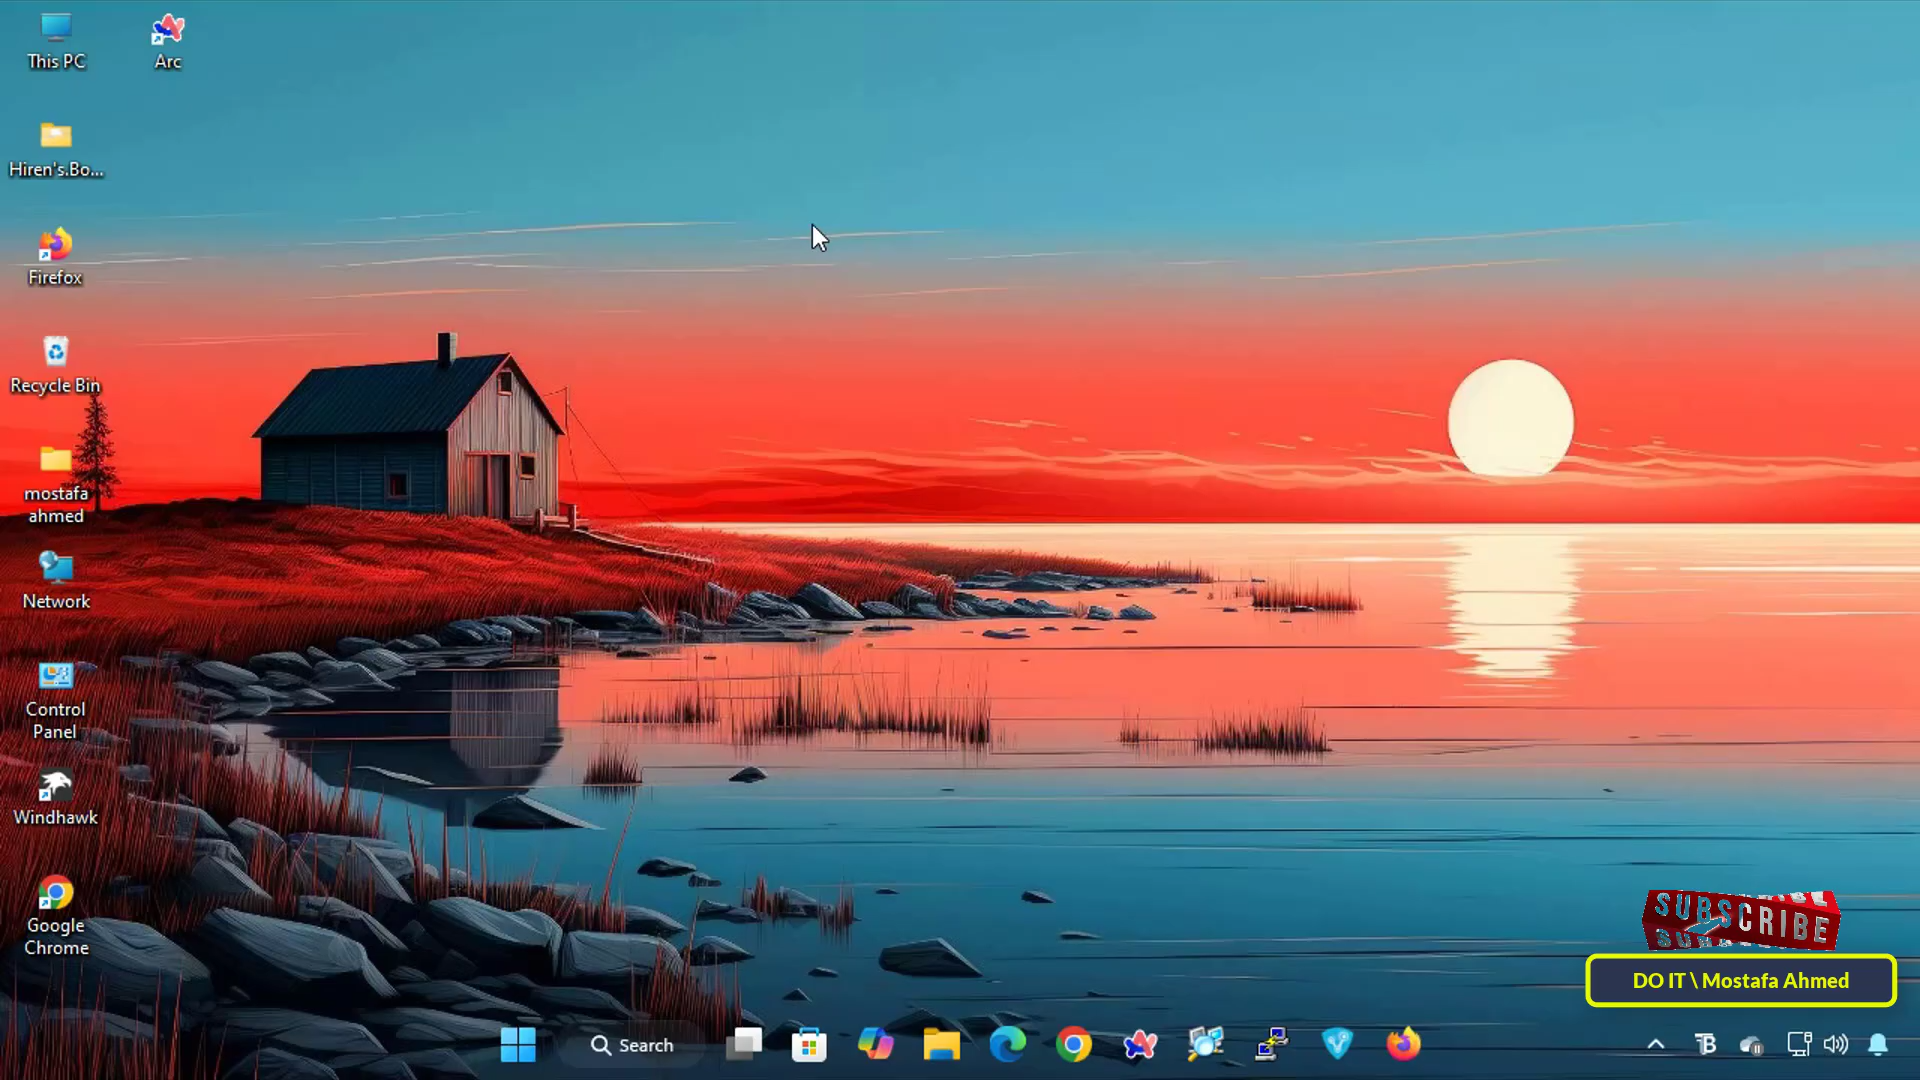 This PC
Arc
Hiren's.Bo...
Firefox
Recycle Bin
mostafa
ahmed
Network
Control
Panel
Windhawk
Google
Chrome
SUBSCRIBE
DO IT \ Mostafa Ahmed
Search